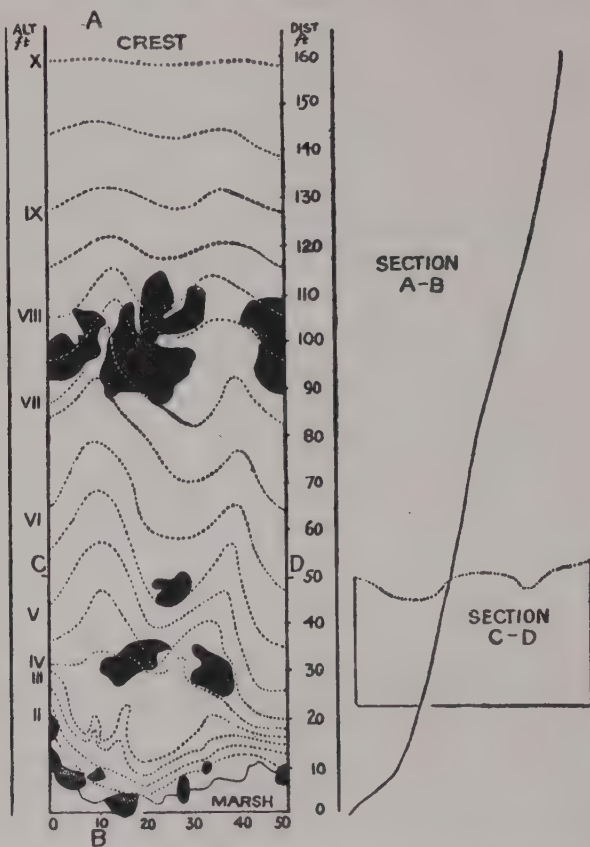 ALT ft
A
DIST ft
CREST
X
160
150
140
IX
130
120
SECTION
A-B
110
VIII
100
90
VII
80
70
VI
60
C
D
50
SECTION
C-D
V
40
IV
30
III
II
20
10
MARSH
0
0 10 20 30 40 50
B